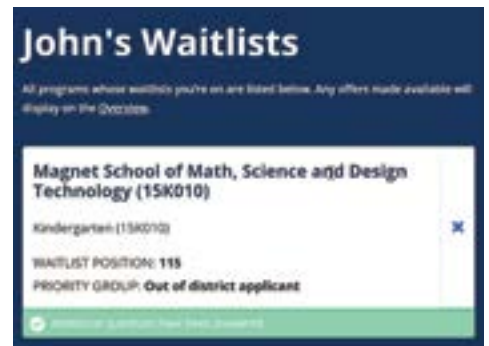 John's Waitlists
All programs whose waitlists you're on are listed below. Any offers made available will
display on the Overview.
Magnet School of Math, Science and Design
Technology (15K010)
Kindergarten (15K010)
WAITLIST POSITION: 115
PRIORITY GROUP: Out of district applicant